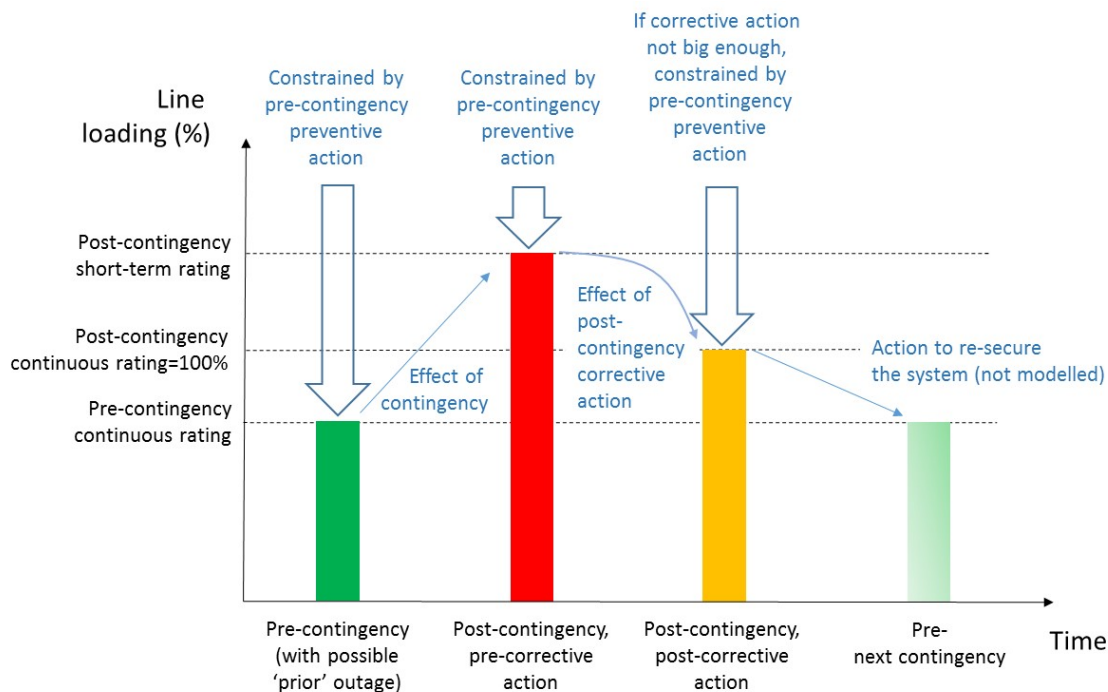 If corrective action
not big enough,
constrained by
pre-contingency
preventive
action
Constrained by
pre-contingency
preventive
action
Constrained by
pre-contingency
preventive
action
Line
loading (%)
Post-contingency
short-term rating
Post-contingency
continuous rating=100%
Pre-contingency
continuous rating
Effect of
contingency
Effect of
post-
contingency
corrective
action
Action to re-secure
the system (not modelled)
Pre-contingency
(with possible
‘prior’ outage)
Post-contingency,
pre-corrective
action
Post-contingency,
post-corrective
action
Pre-
next contingency
Time